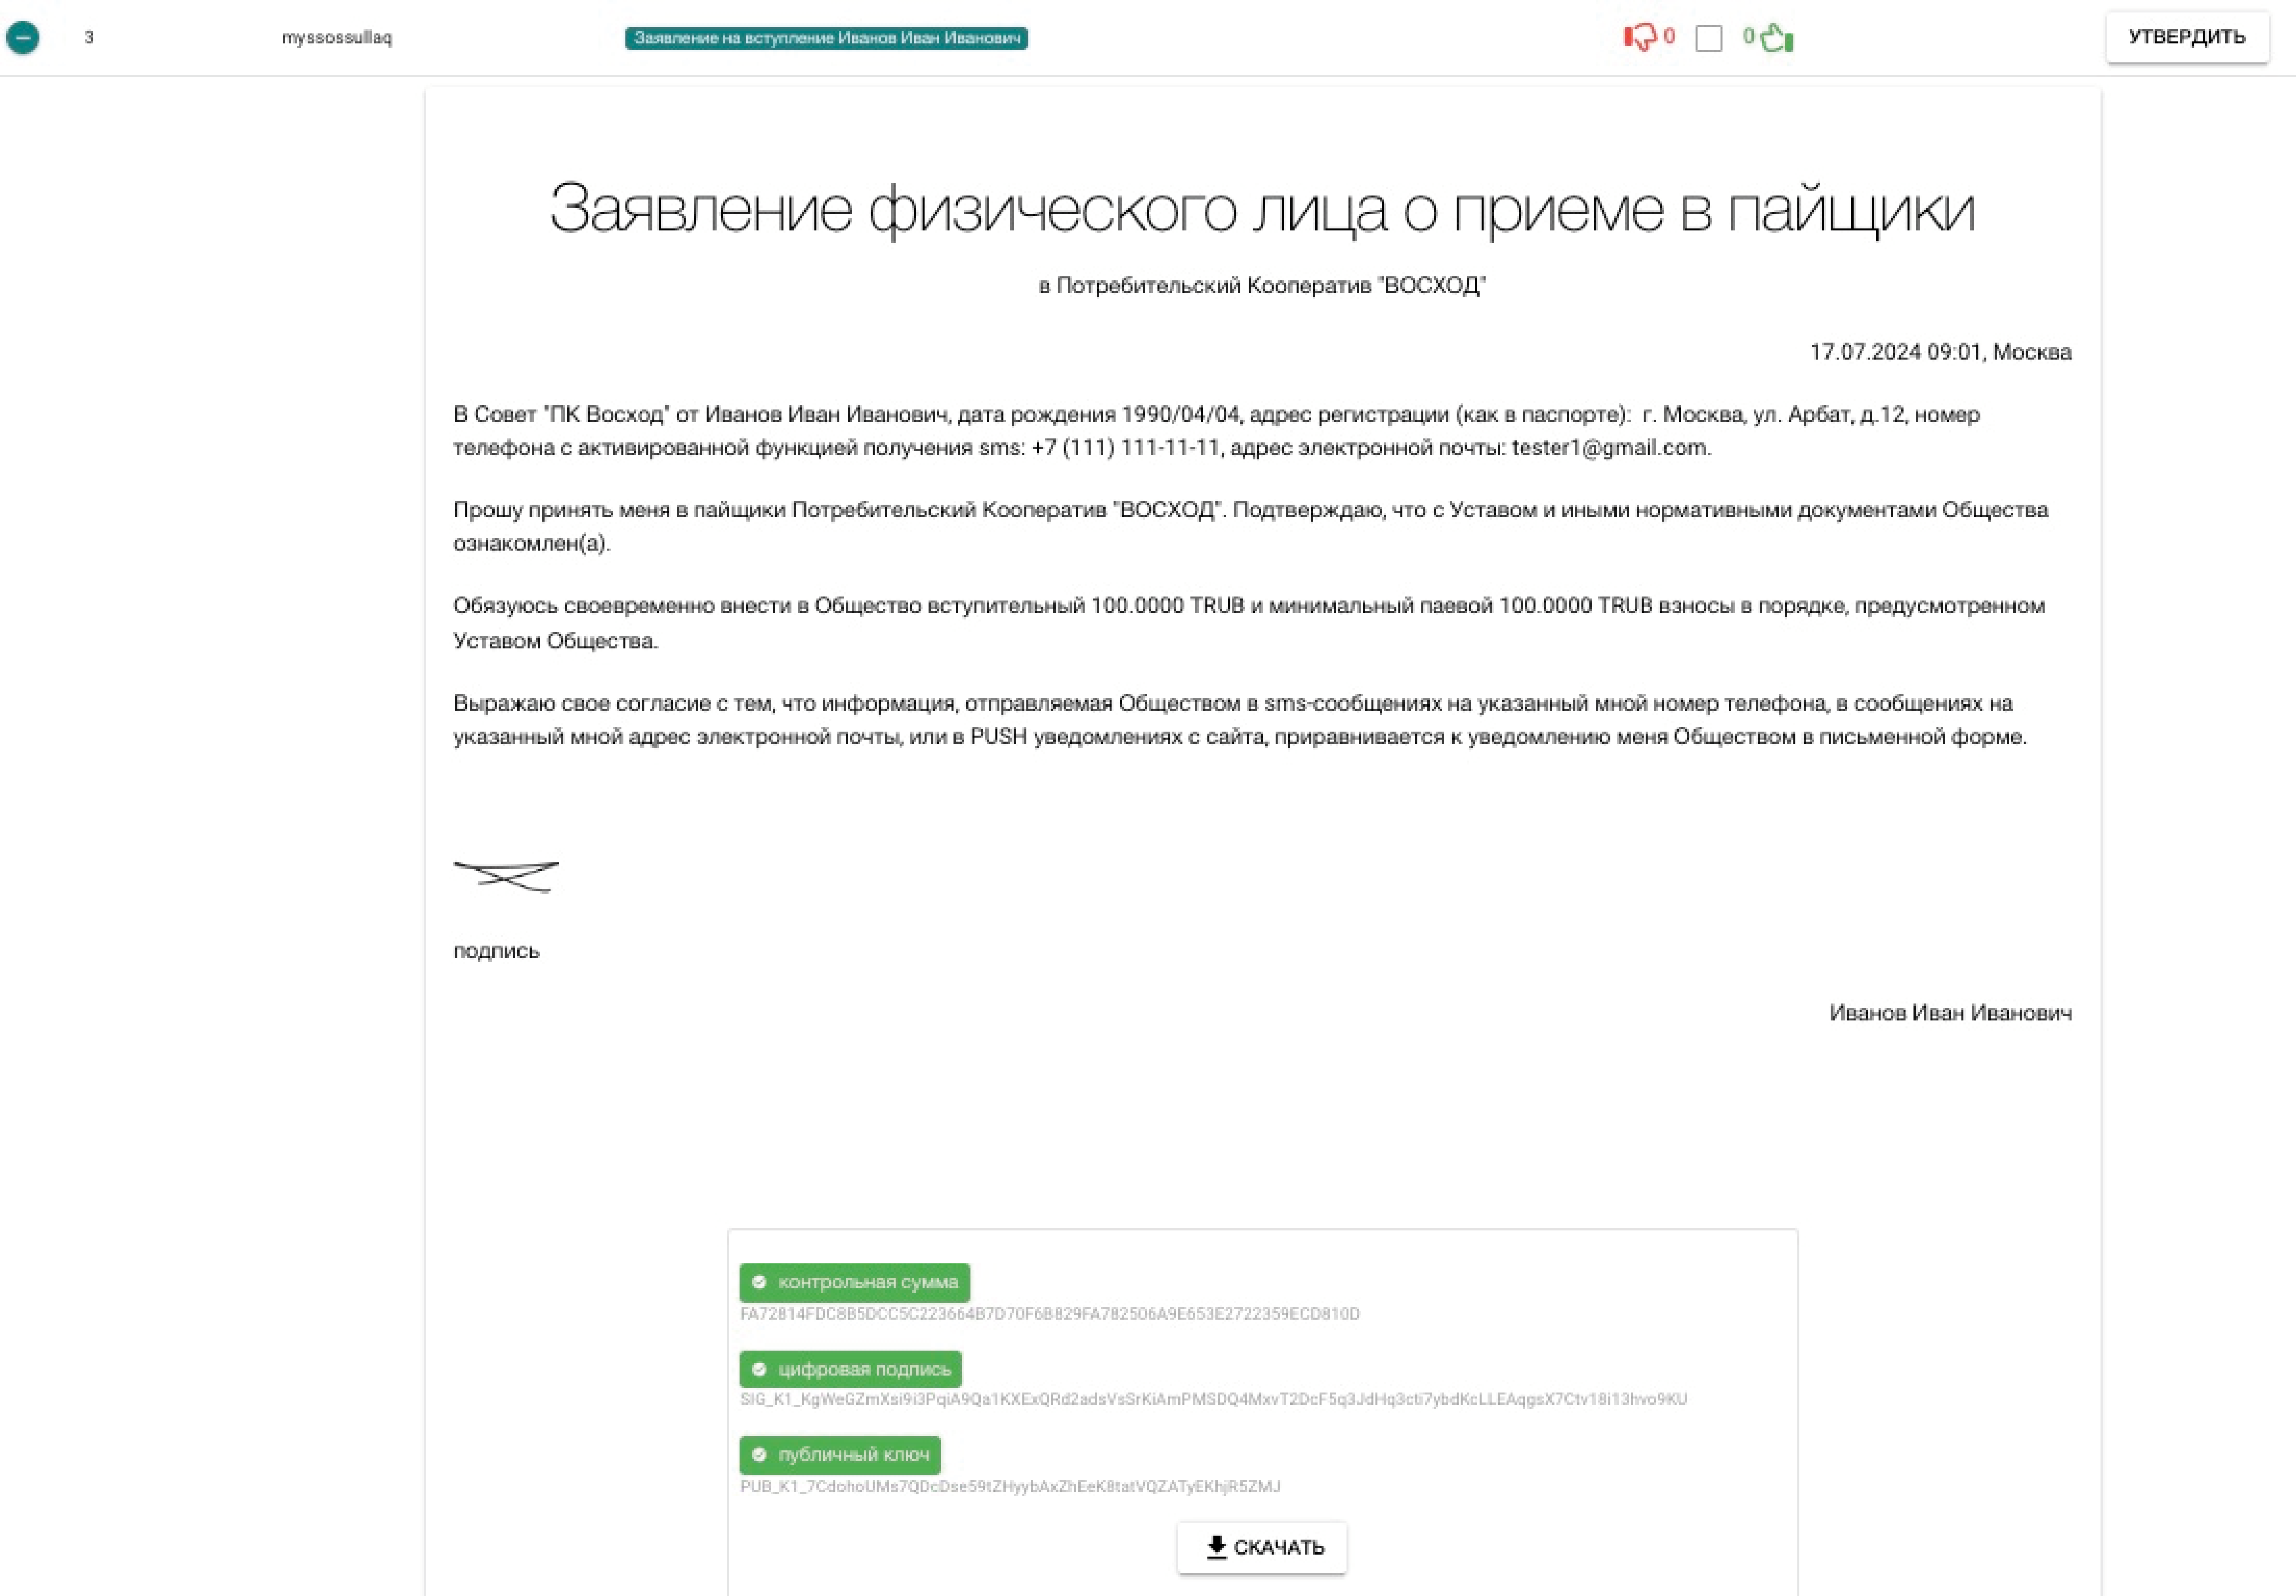 3 myssossullaq Заявление на вступление Иванов Иван Иванович 0 0 УТВЕРДИТЬ
Заявление физического лица о приеме в пайщики
в Потребительский Кооператив "ВОСХОД"
17.07.2024 09:01, Москва
В Совет "ПК Восход" от Иванов Иван Иванович, дата рождения 1990/04/04, адрес регистрации (как в паспорте): г. Москва, ул. Арбат, д.12, номер
телефона с активированной функцией получения sms: +7 (111) 111-11-11, адрес электронной почты: tester1@gmail.com.
Прошу принять меня в пайщики Потребительский Кооператив "ВОСХОД". Подтверждаю, что с Уставом и иными нормативными документами Общества
ознакомлен(а).
Обязуюсь своевременно внести в Общество вступительный 100.0000 TRUB и минимальный паевой 100.0000 TRUB взносы в порядке, предусмотренном
Уставом Общества.
Выражаю свое согласие с тем, что информация, отправляемая Обществом в sms-сообщениях на указанный мной номер телефона, в сообщениях на
указанный мной адрес электронной почты, или в PUSH уведомлениях с сайта, приравнивается к уведомлению меня Обществом в письменной форме.
подпись
Иванов Иван Иванович
контрольная сумма
FA72814FDC8B5DCC5C223664B7D70F6B829FA782506A9E653E2722359ECD810D
цифровая подпись
SIG_K1_KgWeGZmXsi9i3PqiA9Qa1KXExQRd2adsVsSrKiAmPMSDQ4MxvT2DcF5q3JdHq3cti7ybdKcLLEAqgsX7Ctv18i13hvo9KU
публичный ключ
PUB_K1_7CdohoUMs7QDcDse59tZHyybAxZhEeK8tatVQZATyEKhjR5ZMJ
СКАЧАТЬ